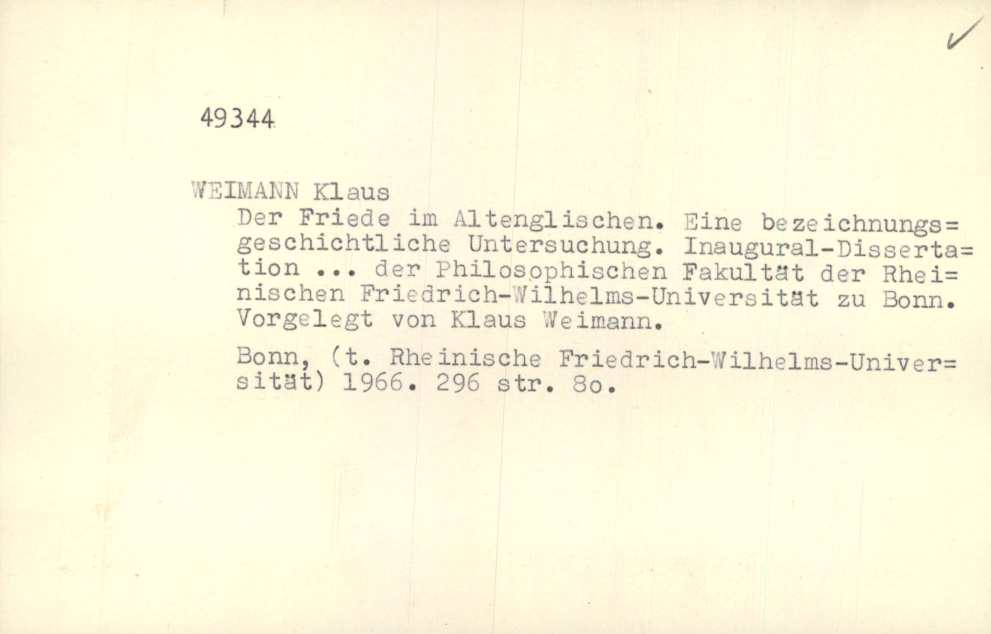 49344
WEIMANN Klaus
Der Friede im Altenglischen. Eine bezeichnungs=
geschichtliche Untersuchung. Inaugural-Disserta=
tion ... der Philosophischen Fakultät der Rhei=
nischen Friedrich-Wilhelms-Universität zu Bonn.
Vorgelegt von Klaus Weimann.
Bonn, (t. Rheinische Friedrich-Wilhelms-Univer=
sität) 1966. 296 str. 8o.